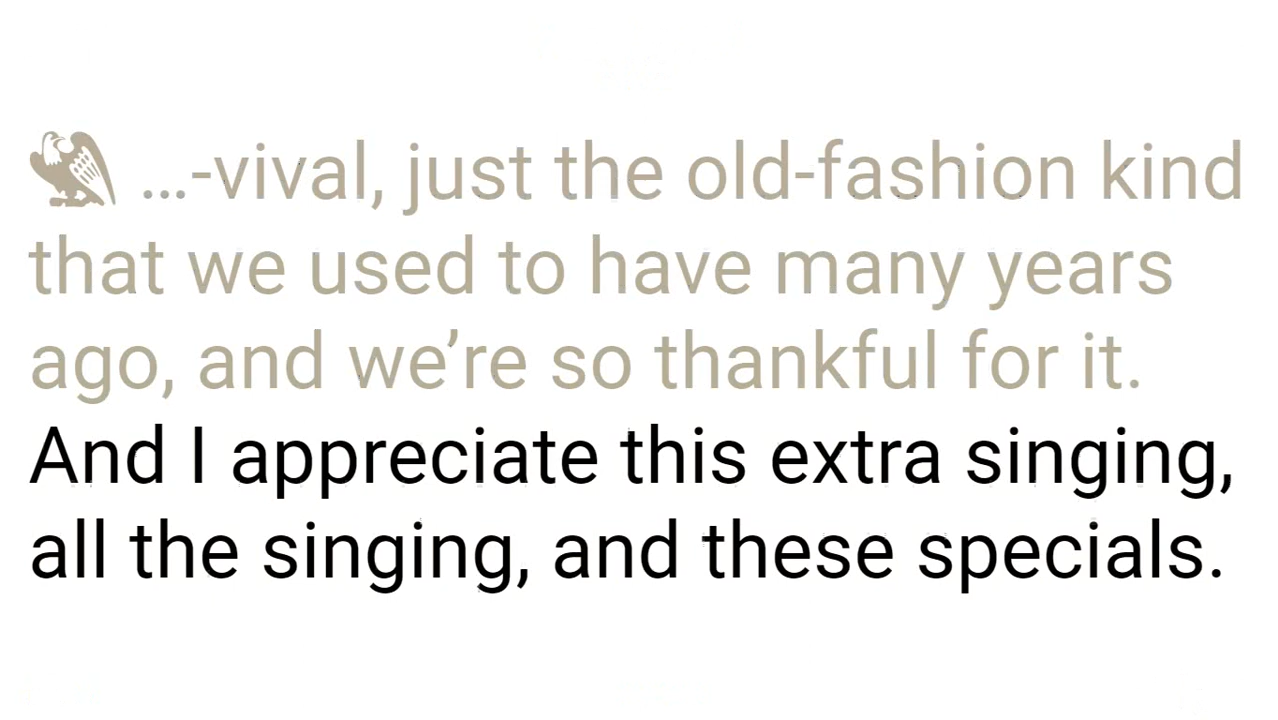 …-vival, just the old-fashion kind
that we used to have many years
ago, and we’re so thankful for it.
And I appreciate this extra singing,
all the singing, and these specials.